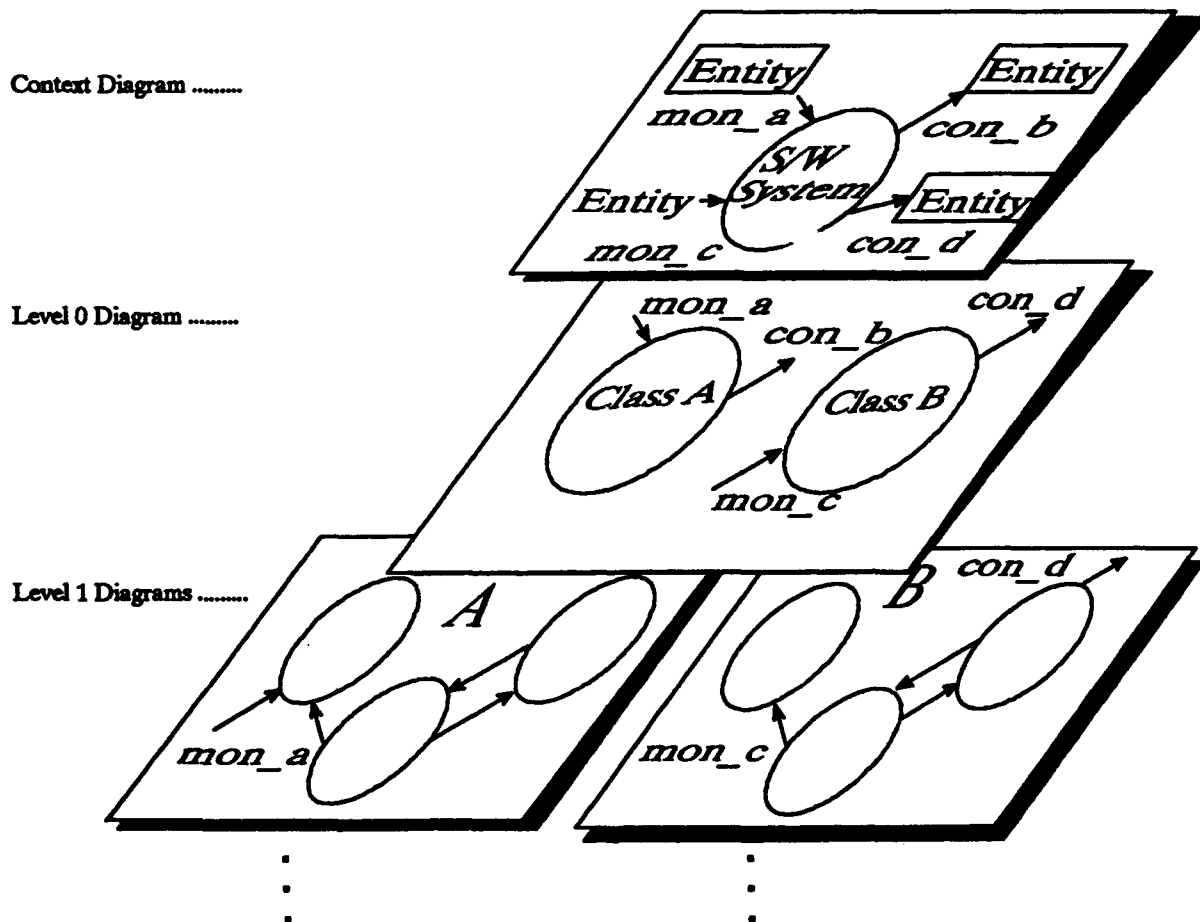 Context Diagram .........
Entity
Entity
mon_a
con_b
S/W
System
Entity
Entity
mon_c
con_d
Level 0 Diagram .........
mon_a
con_d
con_b
Class A
Class B
mon_c
Level 1 Diagrams .........
A
B
con_d
mon_a
mon_c